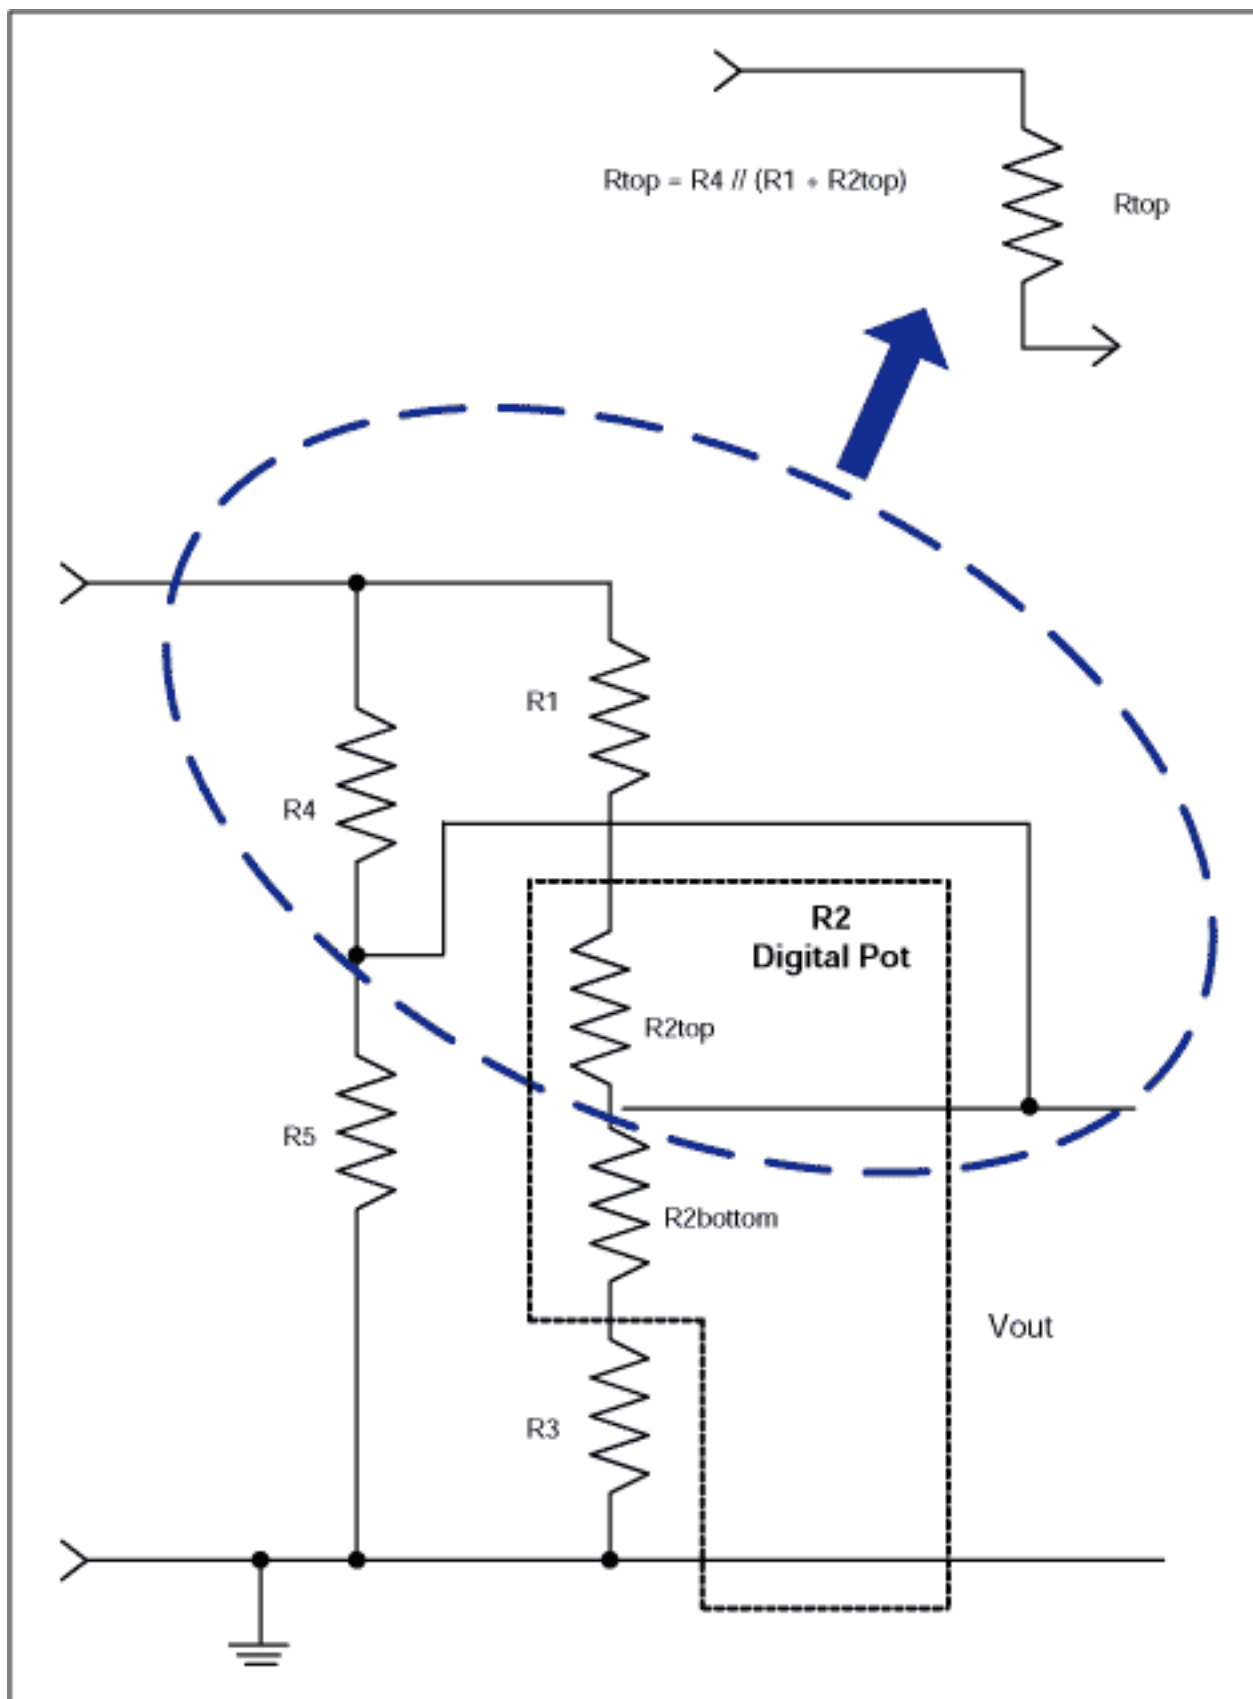 Rtop = R4 // (R1 + R2top)
Rtop
R1
R4
R2
Digital Pot
R2top
R5
R2bottom
Vout
R3